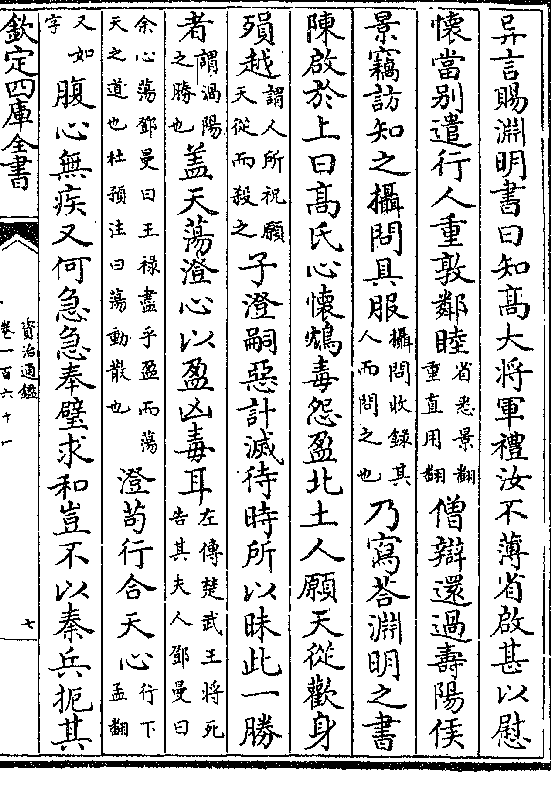 异言賜淵明書曰知髙大將軍禮汝不薄省啟甚以慰
懷當别遣行人重敦鄰睦省悉景翻重直用翻僧辯還過壽陽侯
景竊訪知之攝問具服攝問收錄其人而問之也乃寫荅淵明之書
陳啟於上曰髙氏心懷鴆毒怨盈北土人願天從歡身
殞越謂人所祝願天從而殺之子澄嗣惡計滅待時所以昧此一勝
者謂渦陽之勝也盖天蕩澄心以盈凶毒耳左傳楚武王將死告其夫人鄧曼曰
余心蕩鄧曼曰王禄盡乎盈而蕩天之道也杜預注曰蕩動散也澄苟行合天心行下孟翻
又如字腹心無疾又何急急奉璧求和豈不以秦兵扼其
欽定四庫全書
資治通鑑
卷一百六十一
七